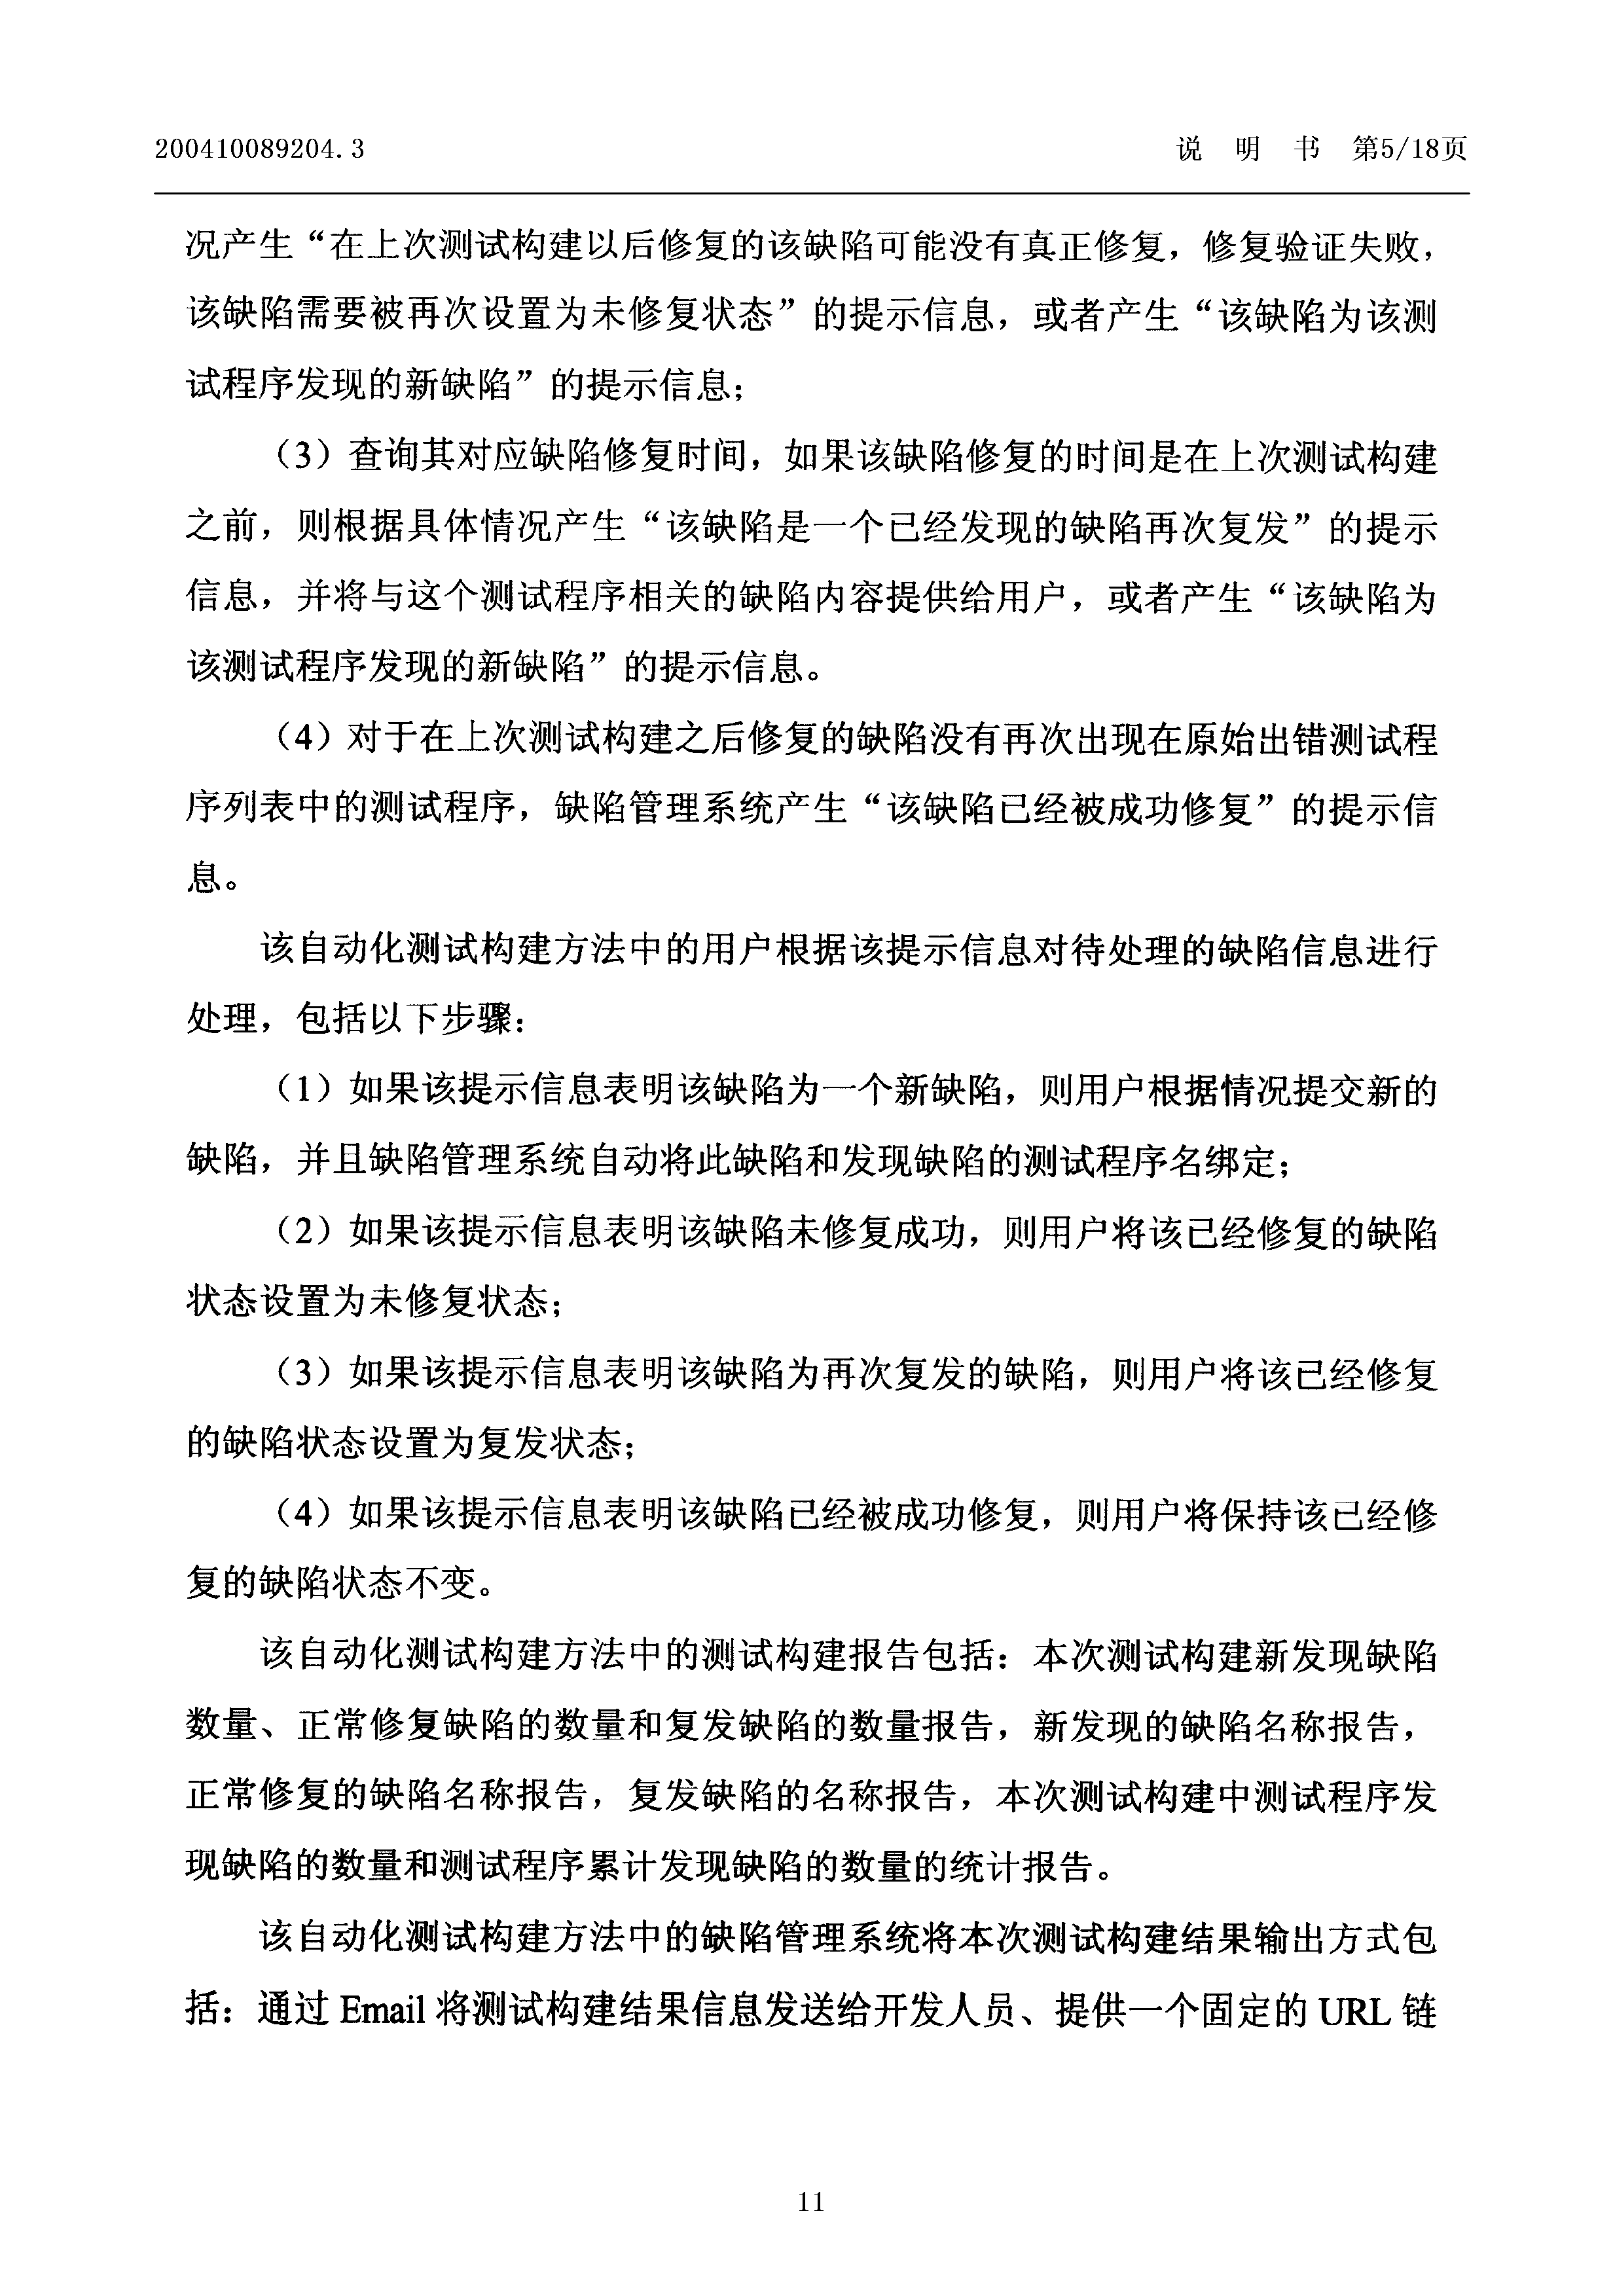 200410089204.3
说 明 书 第5/18页
况产生“在上次测试构建以后修复的该缺陷可能没有真正修复，修复验证失败，
该缺陷需要被再次设置为未修复状态”的提示信息，或者产生“该缺陷为该测
试程序发现的新缺陷”的提示信息；
（3）查询其对应缺陷修复时间，如果该缺陷修复的时间是在上次测试构建
之前，则根据具体情况产生“该缺陷是一个已经发现的缺陷再次复发”的提示
信息，并将与这个测试程序相关的缺陷内容提供给用户，或者产生“该缺陷为
该测试程序发现的新缺陷”的提示信息。
（4）对于在上次测试构建之后修复的缺陷没有再次出现在原始出错测试程
序列表中的测试程序，缺陷管理系统产生“该缺陷已经被成功修复”的提示信
息。
该自动化测试构建方法中的用户根据该提示信息对待处理的缺陷信息进行
处理，包括以下步骤：
（1）如果该提示信息表明该缺陷为一个新缺陷，则用户根据情况提交新的
缺陷，并且缺陷管理系统自动将此缺陷和发现缺陷的测试程序名绑定；
（2）如果该提示信息表明该缺陷未修复成功，则用户将该已经修复的缺陷
状态设置为未修复状态；
（3）如果该提示信息表明该缺陷为再次复发的缺陷，则用户将该已经修复
的缺陷状态设置为复发状态；
（4）如果该提示信息表明该缺陷已经被成功修复，则用户将保持该已经修
复的缺陷状态不变。
该自动化测试构建方法中的测试构建报告包括：本次测试构建新发现缺陷
数量、正常修复缺陷的数量和复发缺陷的数量报告，新发现的缺陷名称报告，
正常修复的缺陷名称报告，复发缺陷的名称报告，本次测试构建中测试程序发
现缺陷的数量和测试程序累计发现缺陷的数量的统计报告。
该自动化测试构建方法中的缺陷管理系统将本次测试构建结果输出方式包
括：通过 Email 将测试构建结果信息发送给开发人员、提供一个固定的 URL 链
11